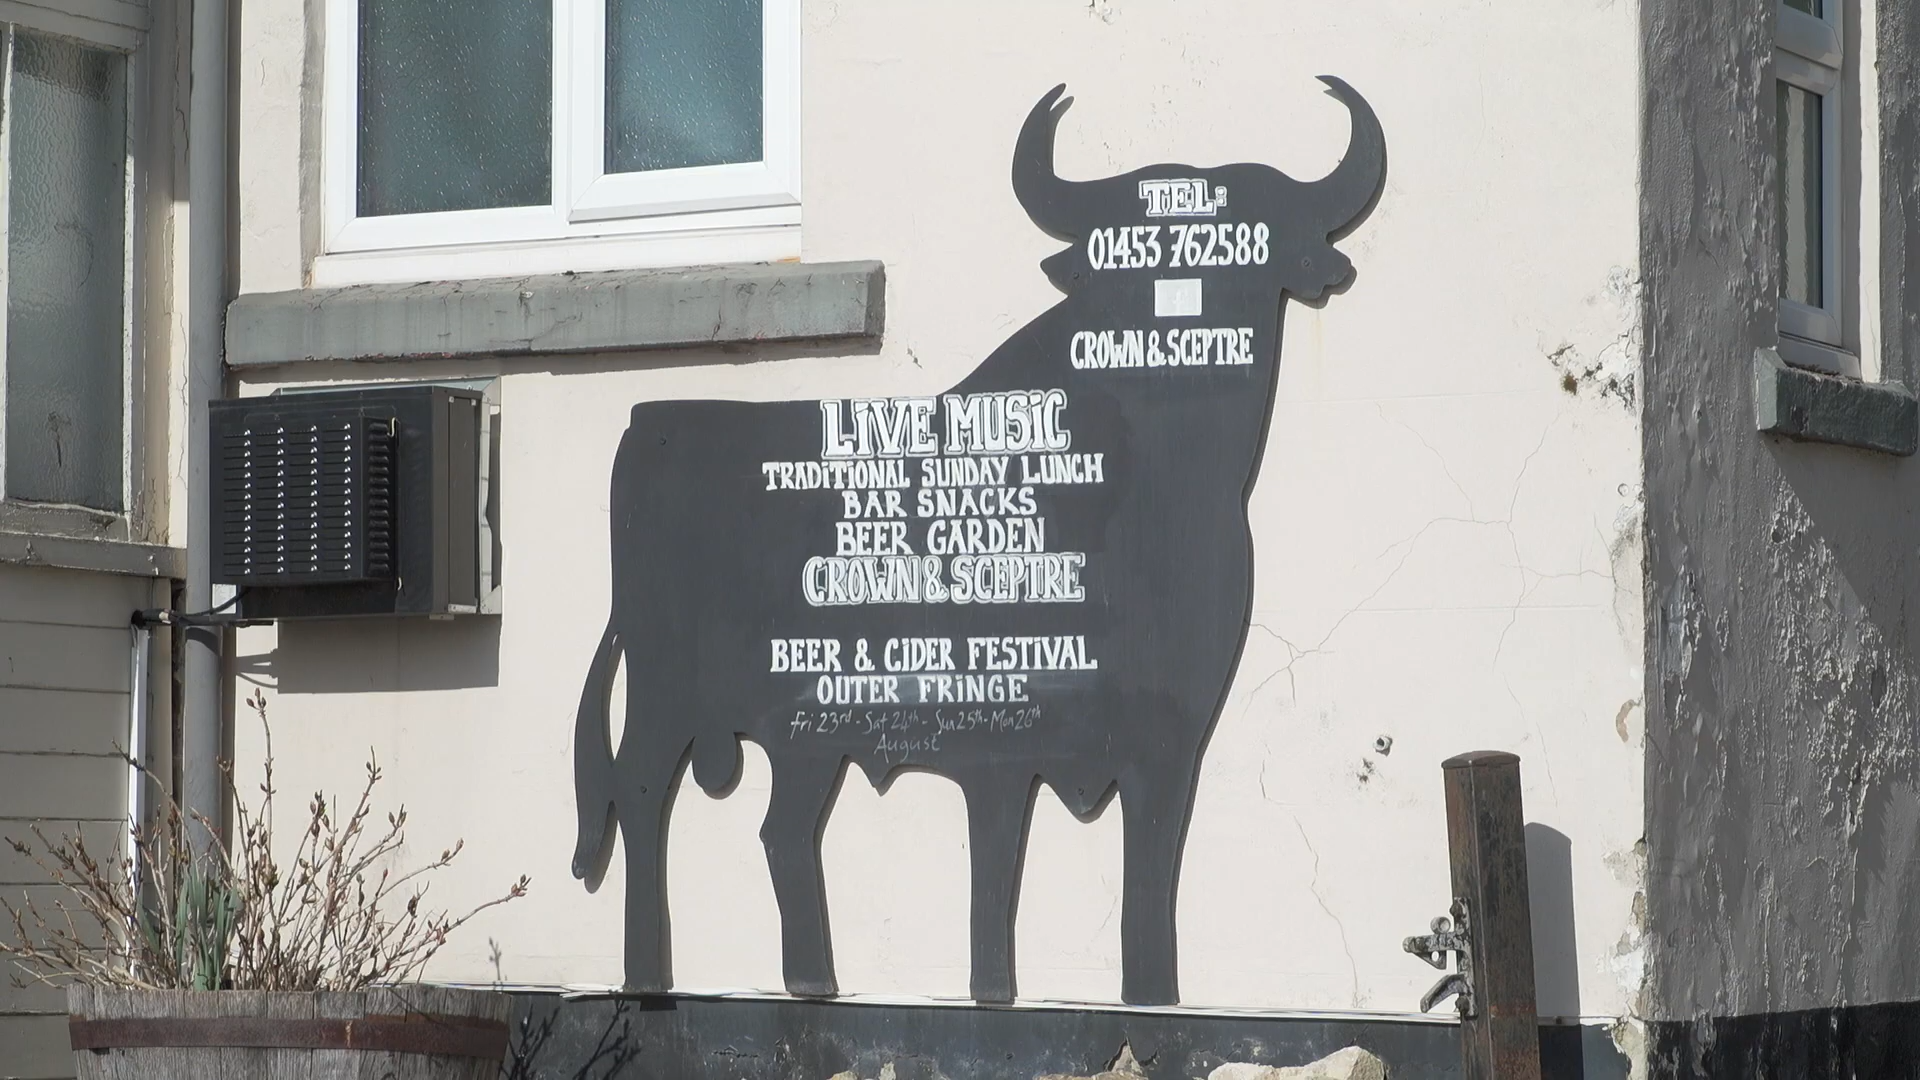 TEL:
01453 762588
CROWN & SCEPTRE
LIVE MUSIC
TRADITIONAL SUNDAY LUNCH
BAR SNACKS
BEER GARDEN
CROWN & SCEPTRE
BEER & CIDER FESTIVAL
OUTER FRINGE
Fri 23rd - Sat 24th - Sun 25th - Mon 26th
August